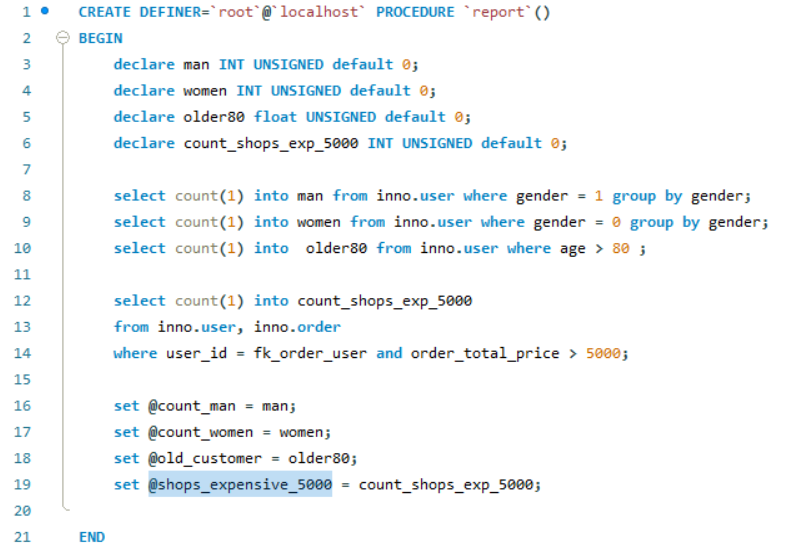 1 CREATE DEFINER=`root`@`localhost` PROCEDURE `report`()
2 BEGIN
3 declare man INT UNSIGNED default 0;
4 declare women INT UNSIGNED default 0;
5 declare older80 float UNSIGNED default 0;
6 declare count_shops_exp_5000 INT UNSIGNED default 0;
7
8 select count(1) into man from inno.user where gender = 1 group by gender;
9 select count(1) into women from inno.user where gender = 0 group by gender;
10 select count(1) into  older80 from inno.user where age > 80 ;
11
12 select count(1) into count_shops_exp_5000
13 from inno.user, inno.order
14 where user_id = fk_order_user and order_total_price > 5000;
15
16 set @count_man = man;
17 set @count_women = women;
18 set @old_customer = older80;
19 set @shops_expensive_5000 = count_shops_exp_5000;
20
21 END